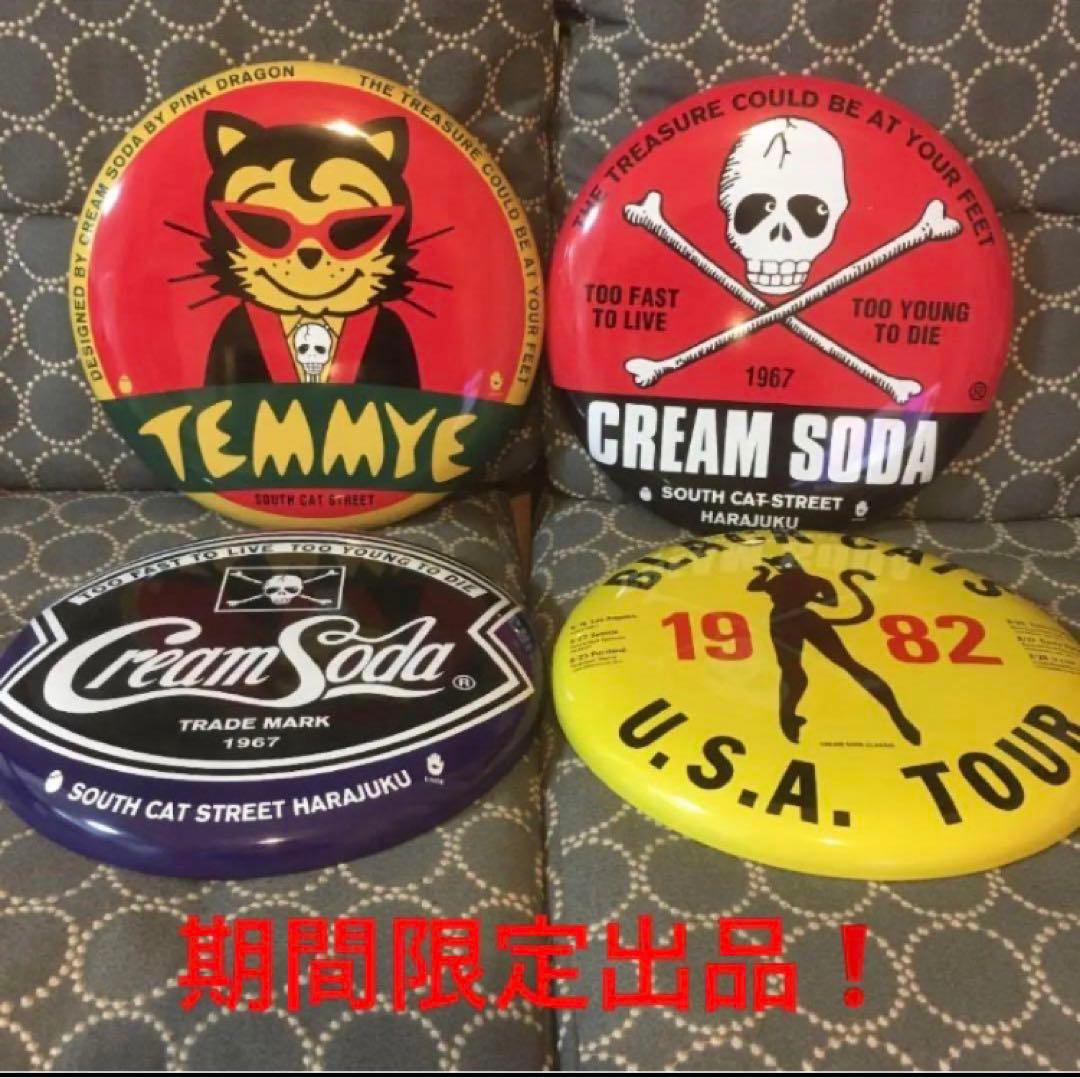 DESIGNED BY CREAM SODA BY PINK DRAGON
THE TREASURE COULD BE AT YOUR FEET
TEMMYE
SOUTH CAT STREET
THE TREASURE COULD BE AT YOUR FEET
TOO FAST
TO LIVE
TOO YOUNG
TO DIE
1967
®
CREAM SODA
SOUTH CAT STREET
HARAJUKU
TOO FAST TO LIVE TOO YOUNG TO DIE
Cream Soda ®
TRADE MARK
1967
SOUTH CAT STREET HARAJUKU
BLACK CATS
1982
U.S.A. TOUR
期間限定出品!